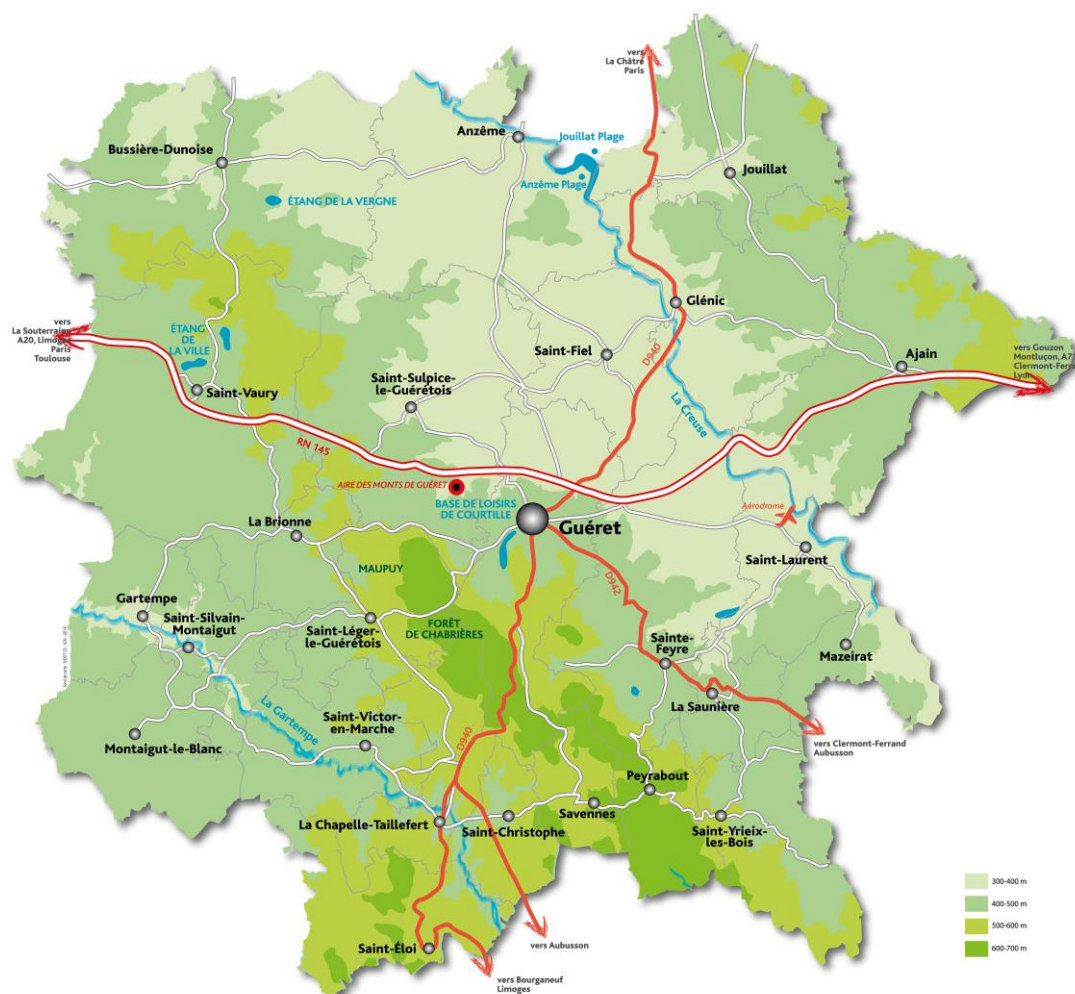 vers
La Châtre
Paris
Anzême
Jouillat Plage
Bussière-Dunoise
Jouillat
Anzême Plage
ÉTANG DE LA VERGNE
Glénic
vers
La Souterraine
A20, Limoges
Paris
Toulouse
ÉTANG
DE
LA VILLE
Saint-Fiel
D940
Ajain
vers Gouzon
Montluçon, A71
Clermont-Ferrand
Lyon
Saint-Vaury
Saint-Sulpice-
le-Guérétois
La Creuse
RN 145
AIRE DES MONTS DE GUÉRET
BASE DE LOISIRS
DE COURTILLE
Guéret
Aérodrome
La Brionne
Saint-Laurent
MAUPUY
D942
Gartempe
Saint-Silvain-
Montaigut
Saint-Léger-
le-Guérétois
FORÊT
DE CHABRIÈRES
Sainte-
Feyre
Mazeirat
La Saunière
La Gartempe
Saint-Victor-
en-Marche
Montaigut-le-Blanc
D940
vers Clermont-Ferrand
Aubusson
Peyrabout
La Chapelle-Taillefert
Saint-Christophe
Savennes
Saint-Yrieix-
les-Bois
300-400 m
400-500 m
500-600 m
600-700 m
Saint-Éloi
vers Aubusson
vers Bourganeuf
Limoges